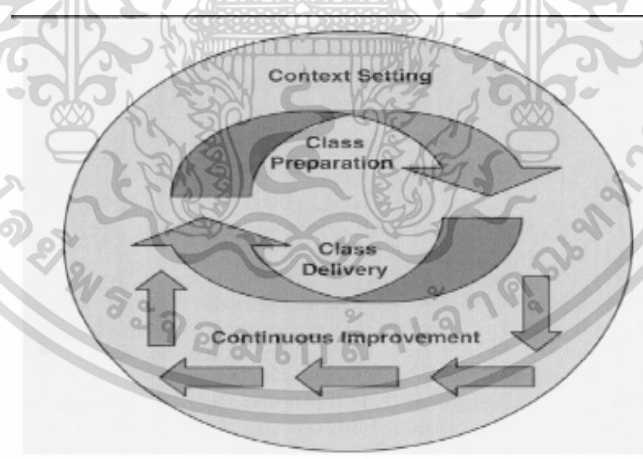 Context Setting
Class
Preparation
Class
Delivery
Continuous Improvement